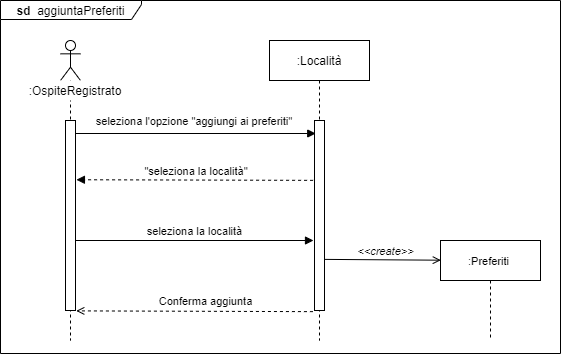 sd aggiuntaPreferiti
:OspiteRegistrato
:Località
seleziona l'opzione "aggiungi ai preferiti"
"seleziona la località"
seleziona la località
<<create>>
:Preferiti
Conferma aggiunta